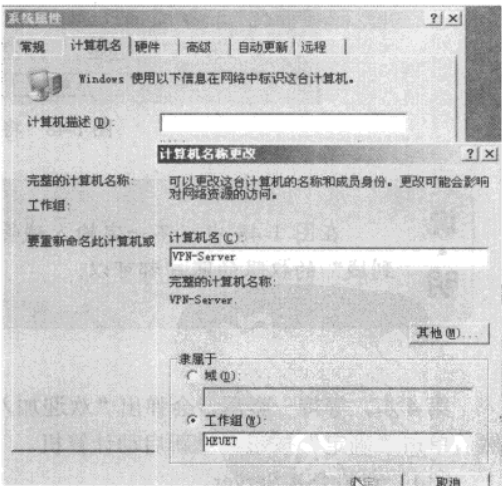 系统属性
常规 计算机名 硬件 高级 自动更新 远程
Windows 使用以下信息在网络中标识这台计算机。
计算机描述(D):
计算机名称更改
完整的计算机名称:
工作组:
要重新命名此计算机或
可以更改这台计算机的名称和成员身份。更改可能会影响
对网络资源的访问。
计算机名(C):
VPN-Server
完整的计算机名称:
VPN-Server.
其他(M)...
隶属于
域(D):
工作组(W):
HEUET
取消